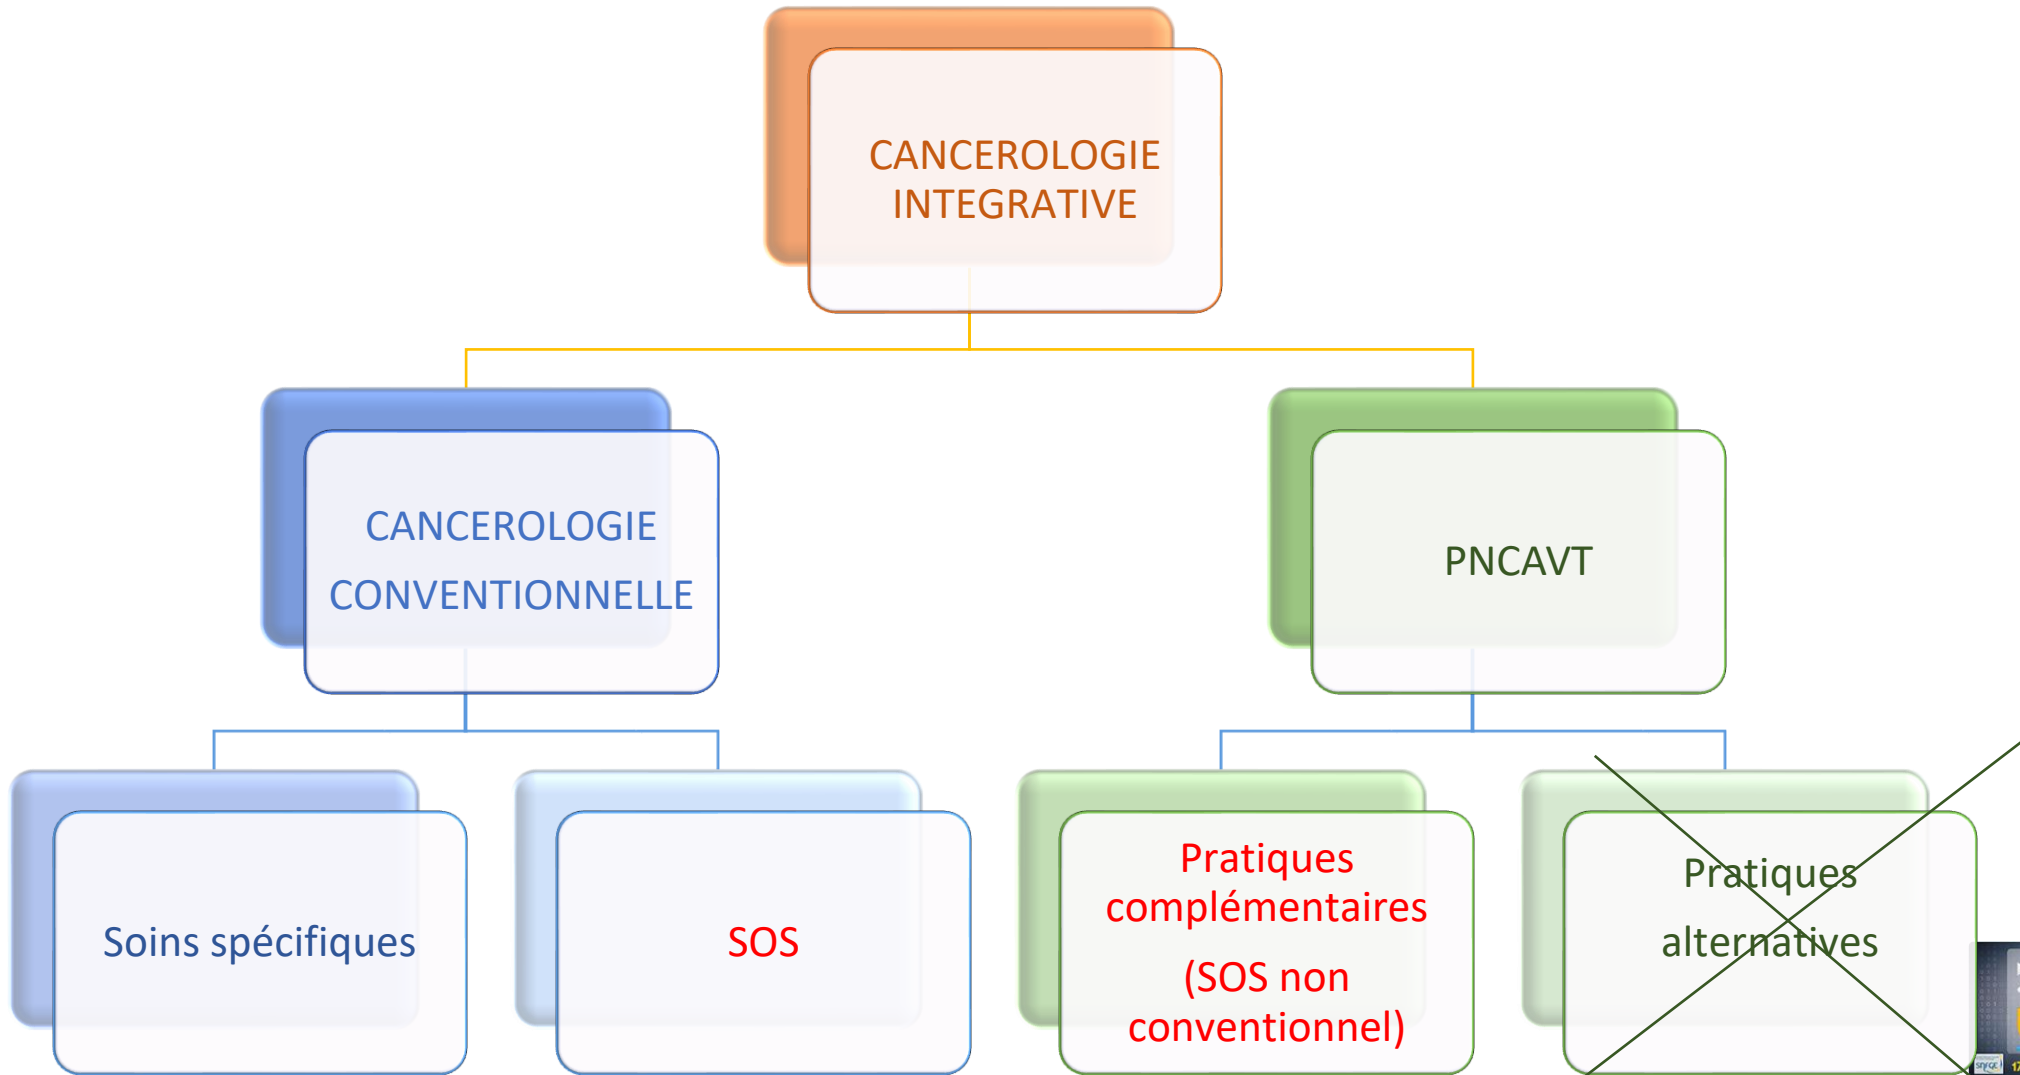 CANCEROLOGIE
INTEGRATIVE
CANCEROLOGIE
CONVENTIONNELLE
PNCAVT
Soins spécifiques
SOS
Pratiques
complémentaires
(SOS non
conventionnel)
Pratiques
alternatives